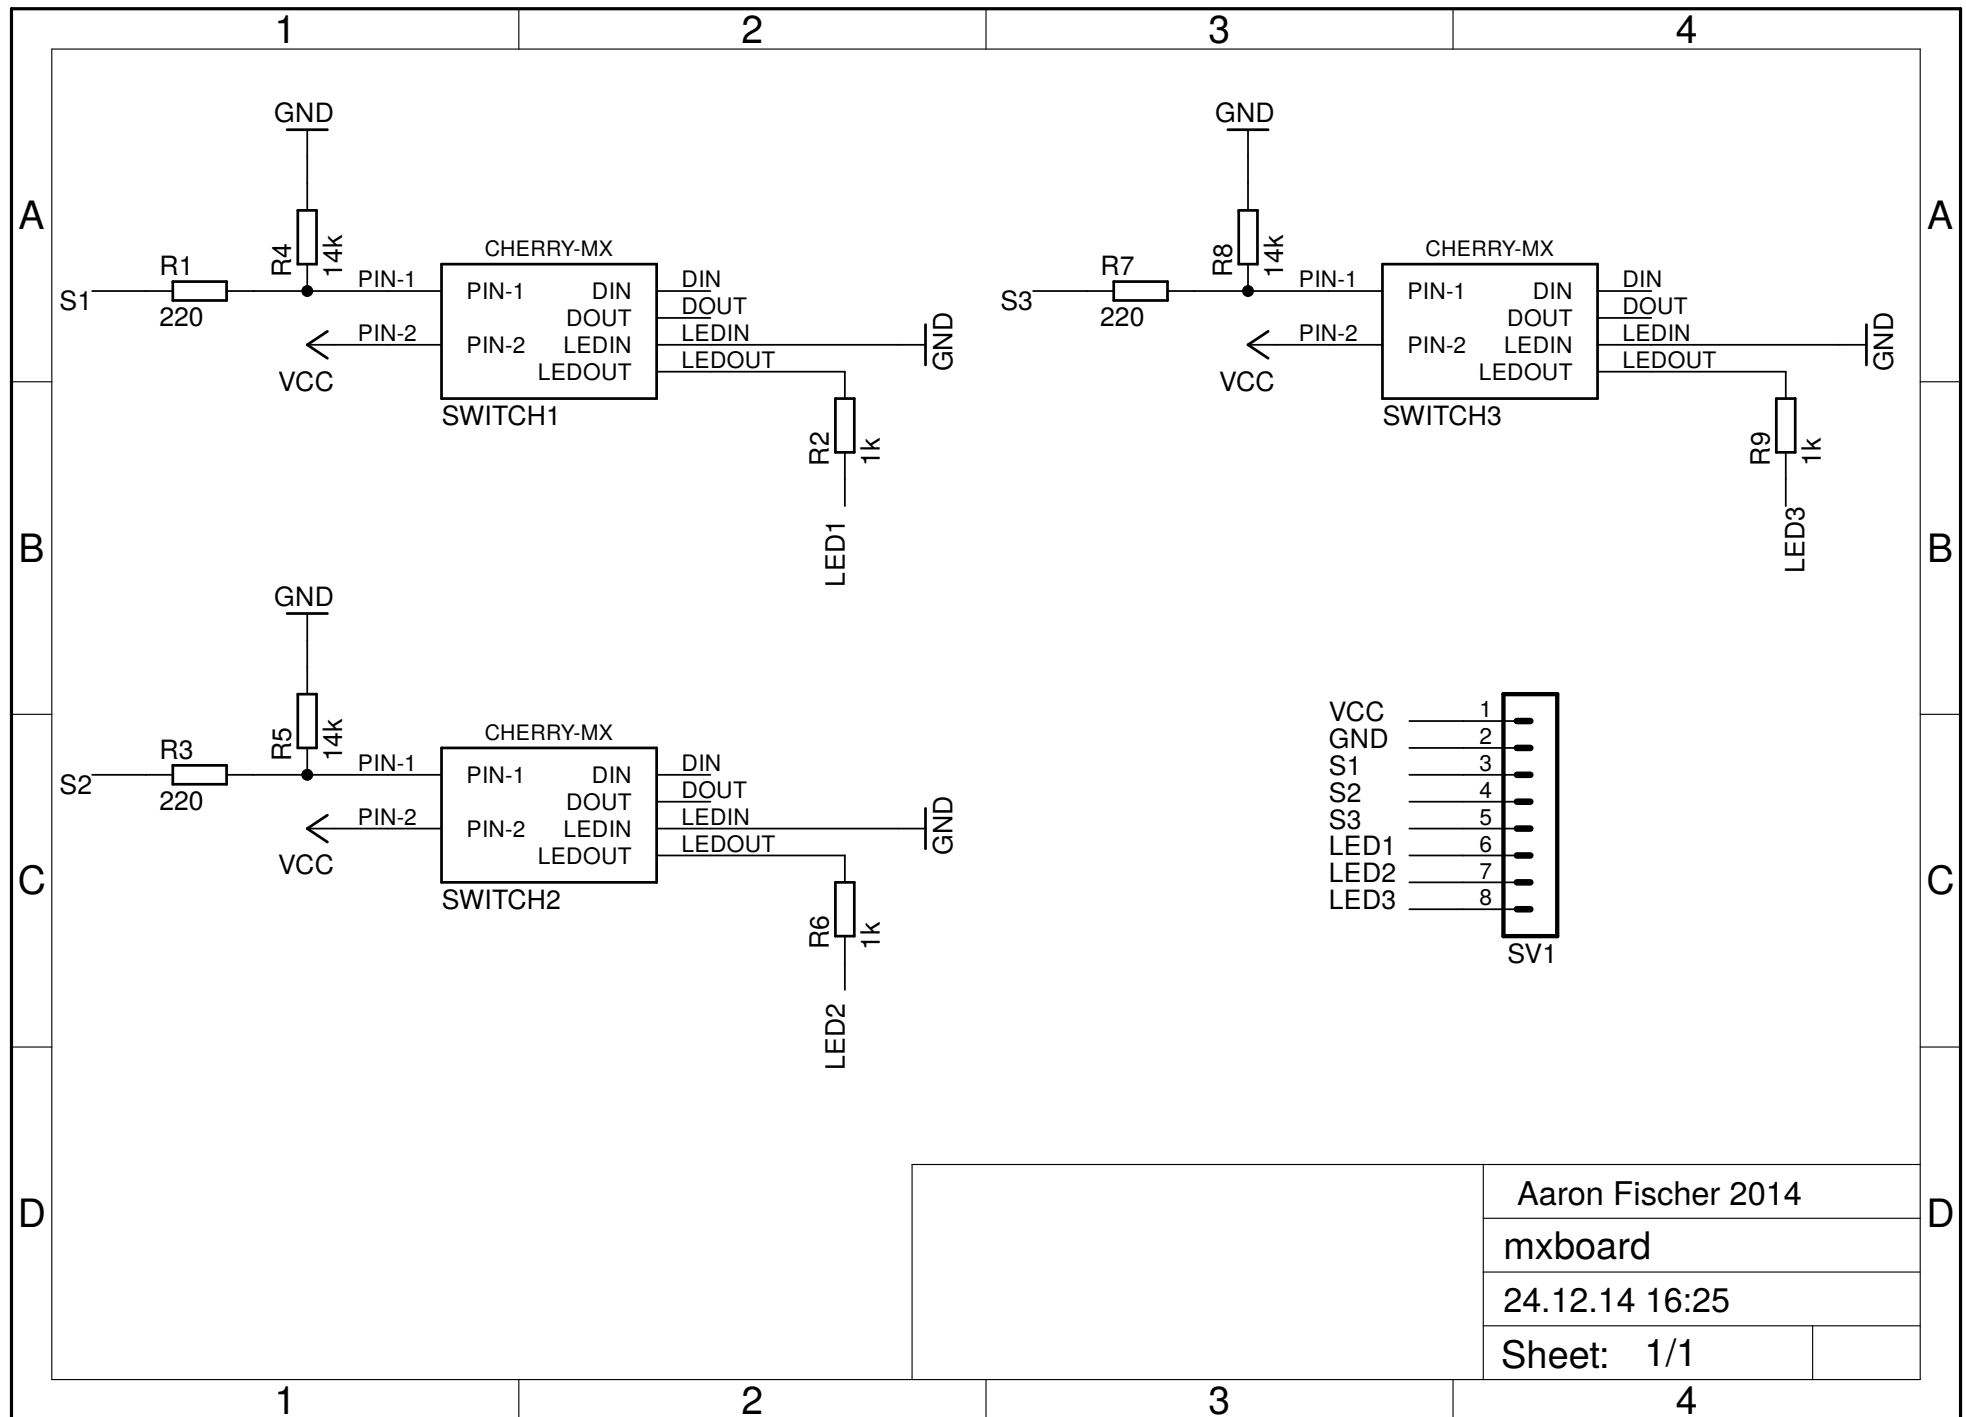 1 2 3 4
A A
GND
R4
14k
R1
220
S1
PIN-1
PIN-2
VCC
CHERRY-MX
PIN-1 DIN
DOUT
PIN-2 LEDIN
LEDOUT
SWITCH1
DIN
DOUT
LEDIN
LEDOUT
GND
R2
1k
LED1
GND
R8
14k
R7
220
S3
PIN-1
PIN-2
VCC
CHERRY-MX
PIN-1 DIN
DOUT
PIN-2 LEDIN
LEDOUT
SWITCH3
DIN
DOUT
LEDIN
LEDOUT
GND
R9
1k
LED3
B B
GND
R5
14k
R3
220
S2
PIN-1
PIN-2
VCC
CHERRY-MX
PIN-1 DIN
DOUT
PIN-2 LEDIN
LEDOUT
SWITCH2
DIN
DOUT
LEDIN
LEDOUT
GND
R6
1k
LED2
VCC 1
GND 2
S1 3
S2 4
S3 5
LED1 6
LED2 7
LED3 8
SV1
C C
D D
Aaron Fischer 2014
mxboard
24.12.14 16:25
Sheet: 1/1
1 2 3 4